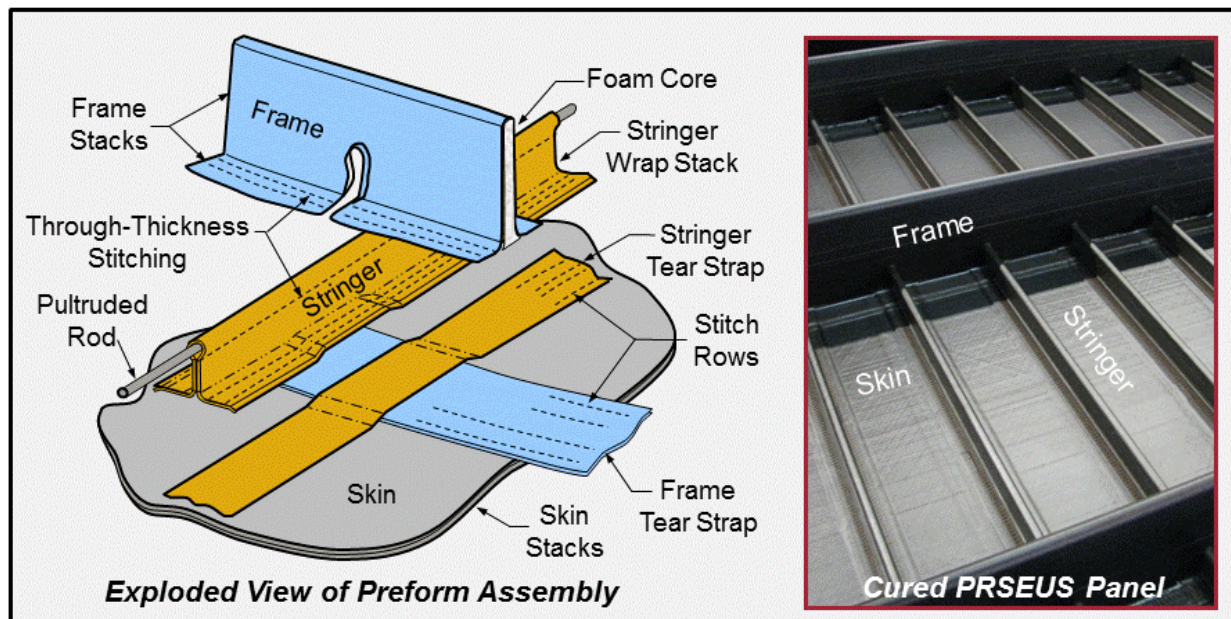 Frame
Stacks
Frame
Foam Core
Stringer
Wrap Stack
Through-Thickness
Stitching
Stringer
Stringer
Tear Strap
Pultruded
Rod
Stitch
Rows
Skin
Skin
Stacks
Frame
Tear Strap
Exploded View of Preform Assembly
Frame
Skin
Stringer
Cured PRSEUS Panel